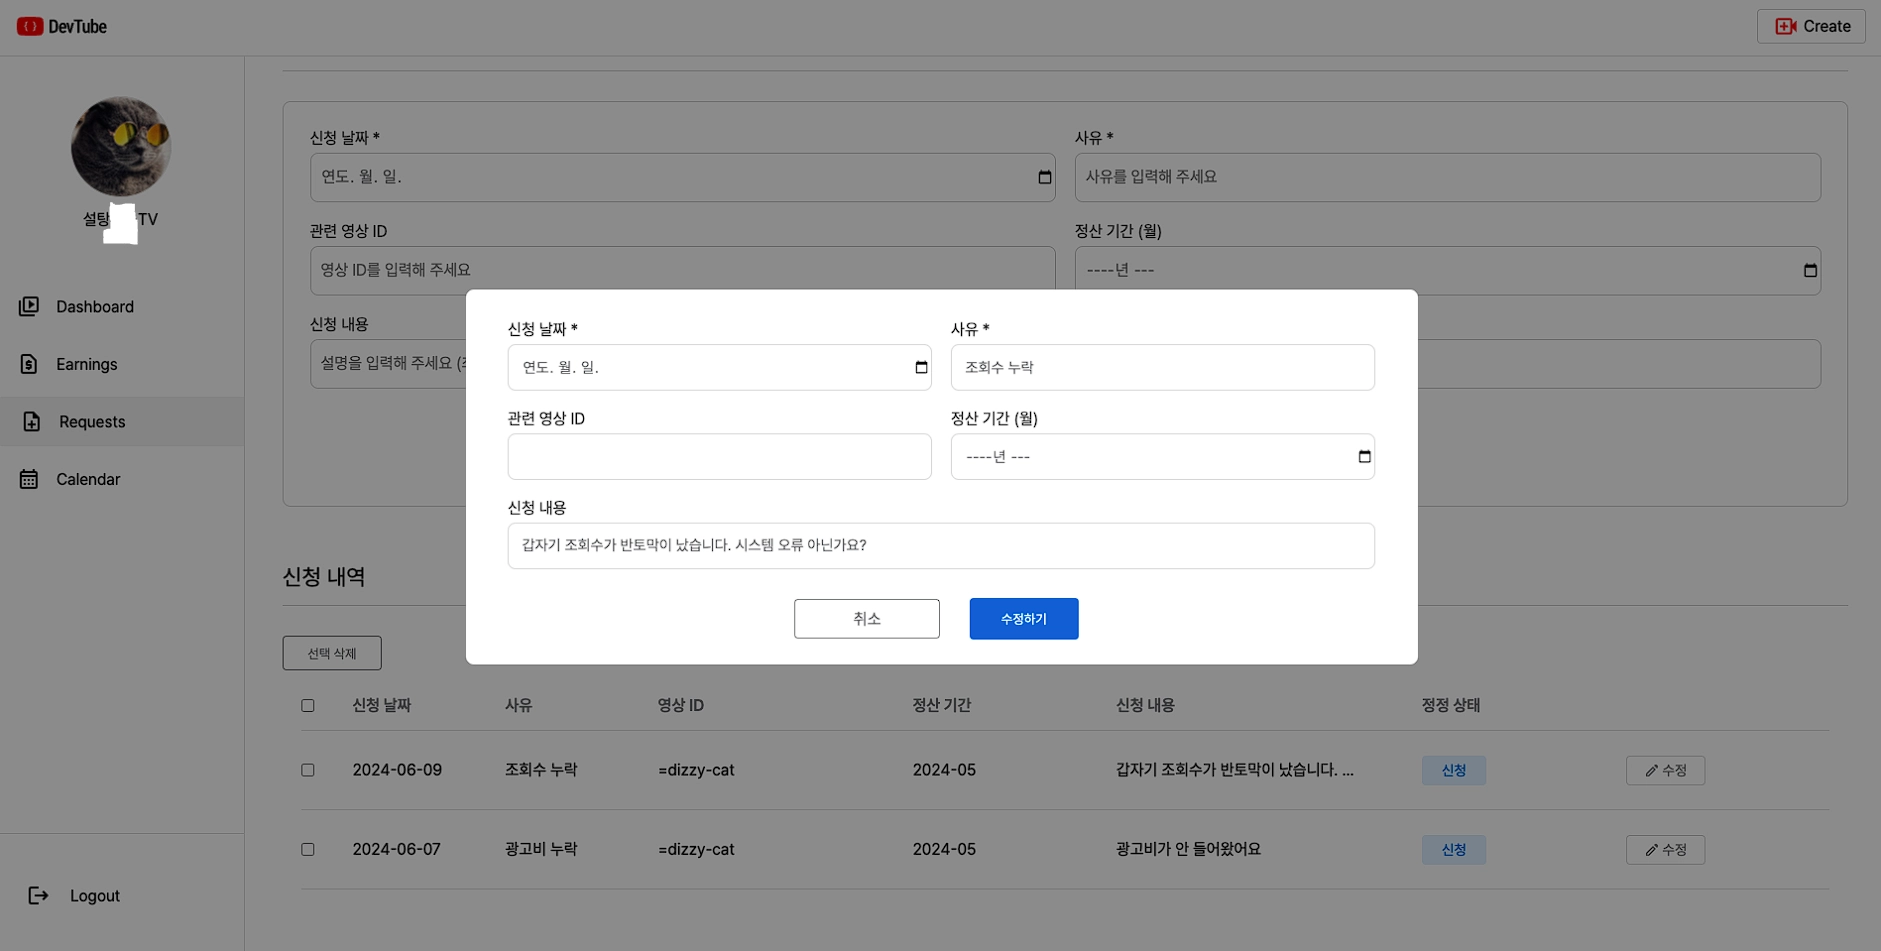 DevTube
Create
설탕 TV
Dashboard
Earnings
Requests
Calendar
Logout
신청 날짜 *
사유 *
연도. 월. 일.
사유를 입력해 주세요
관련 영상 ID
정산 기간 (월)
영상 ID를 입력해 주세요
----년 ---
신청 내용
설명을 입력해 주세요
신청 날짜 *
사유 *
연도. 월. 일.
조회수 누락
관련 영상 ID
정산 기간 (월)
----년 ---
신청 내용
갑자기 조회수가 반토막이 났습니다. 시스템 오류 아닌가요?
취소
수정하기
신청 내역
선택 삭제
신청 날짜 사유 영상 ID 정산 기간 신청 내용 정정 상태
2024-06-09 조회수 누락 =dizzy-cat 2024-05 갑자기 조회수가 반토막이 났습니다. ... 신청 수정
2024-06-07 광고비 누락 =dizzy-cat 2024-05 광고비가 안 들어왔어요 신청 수정